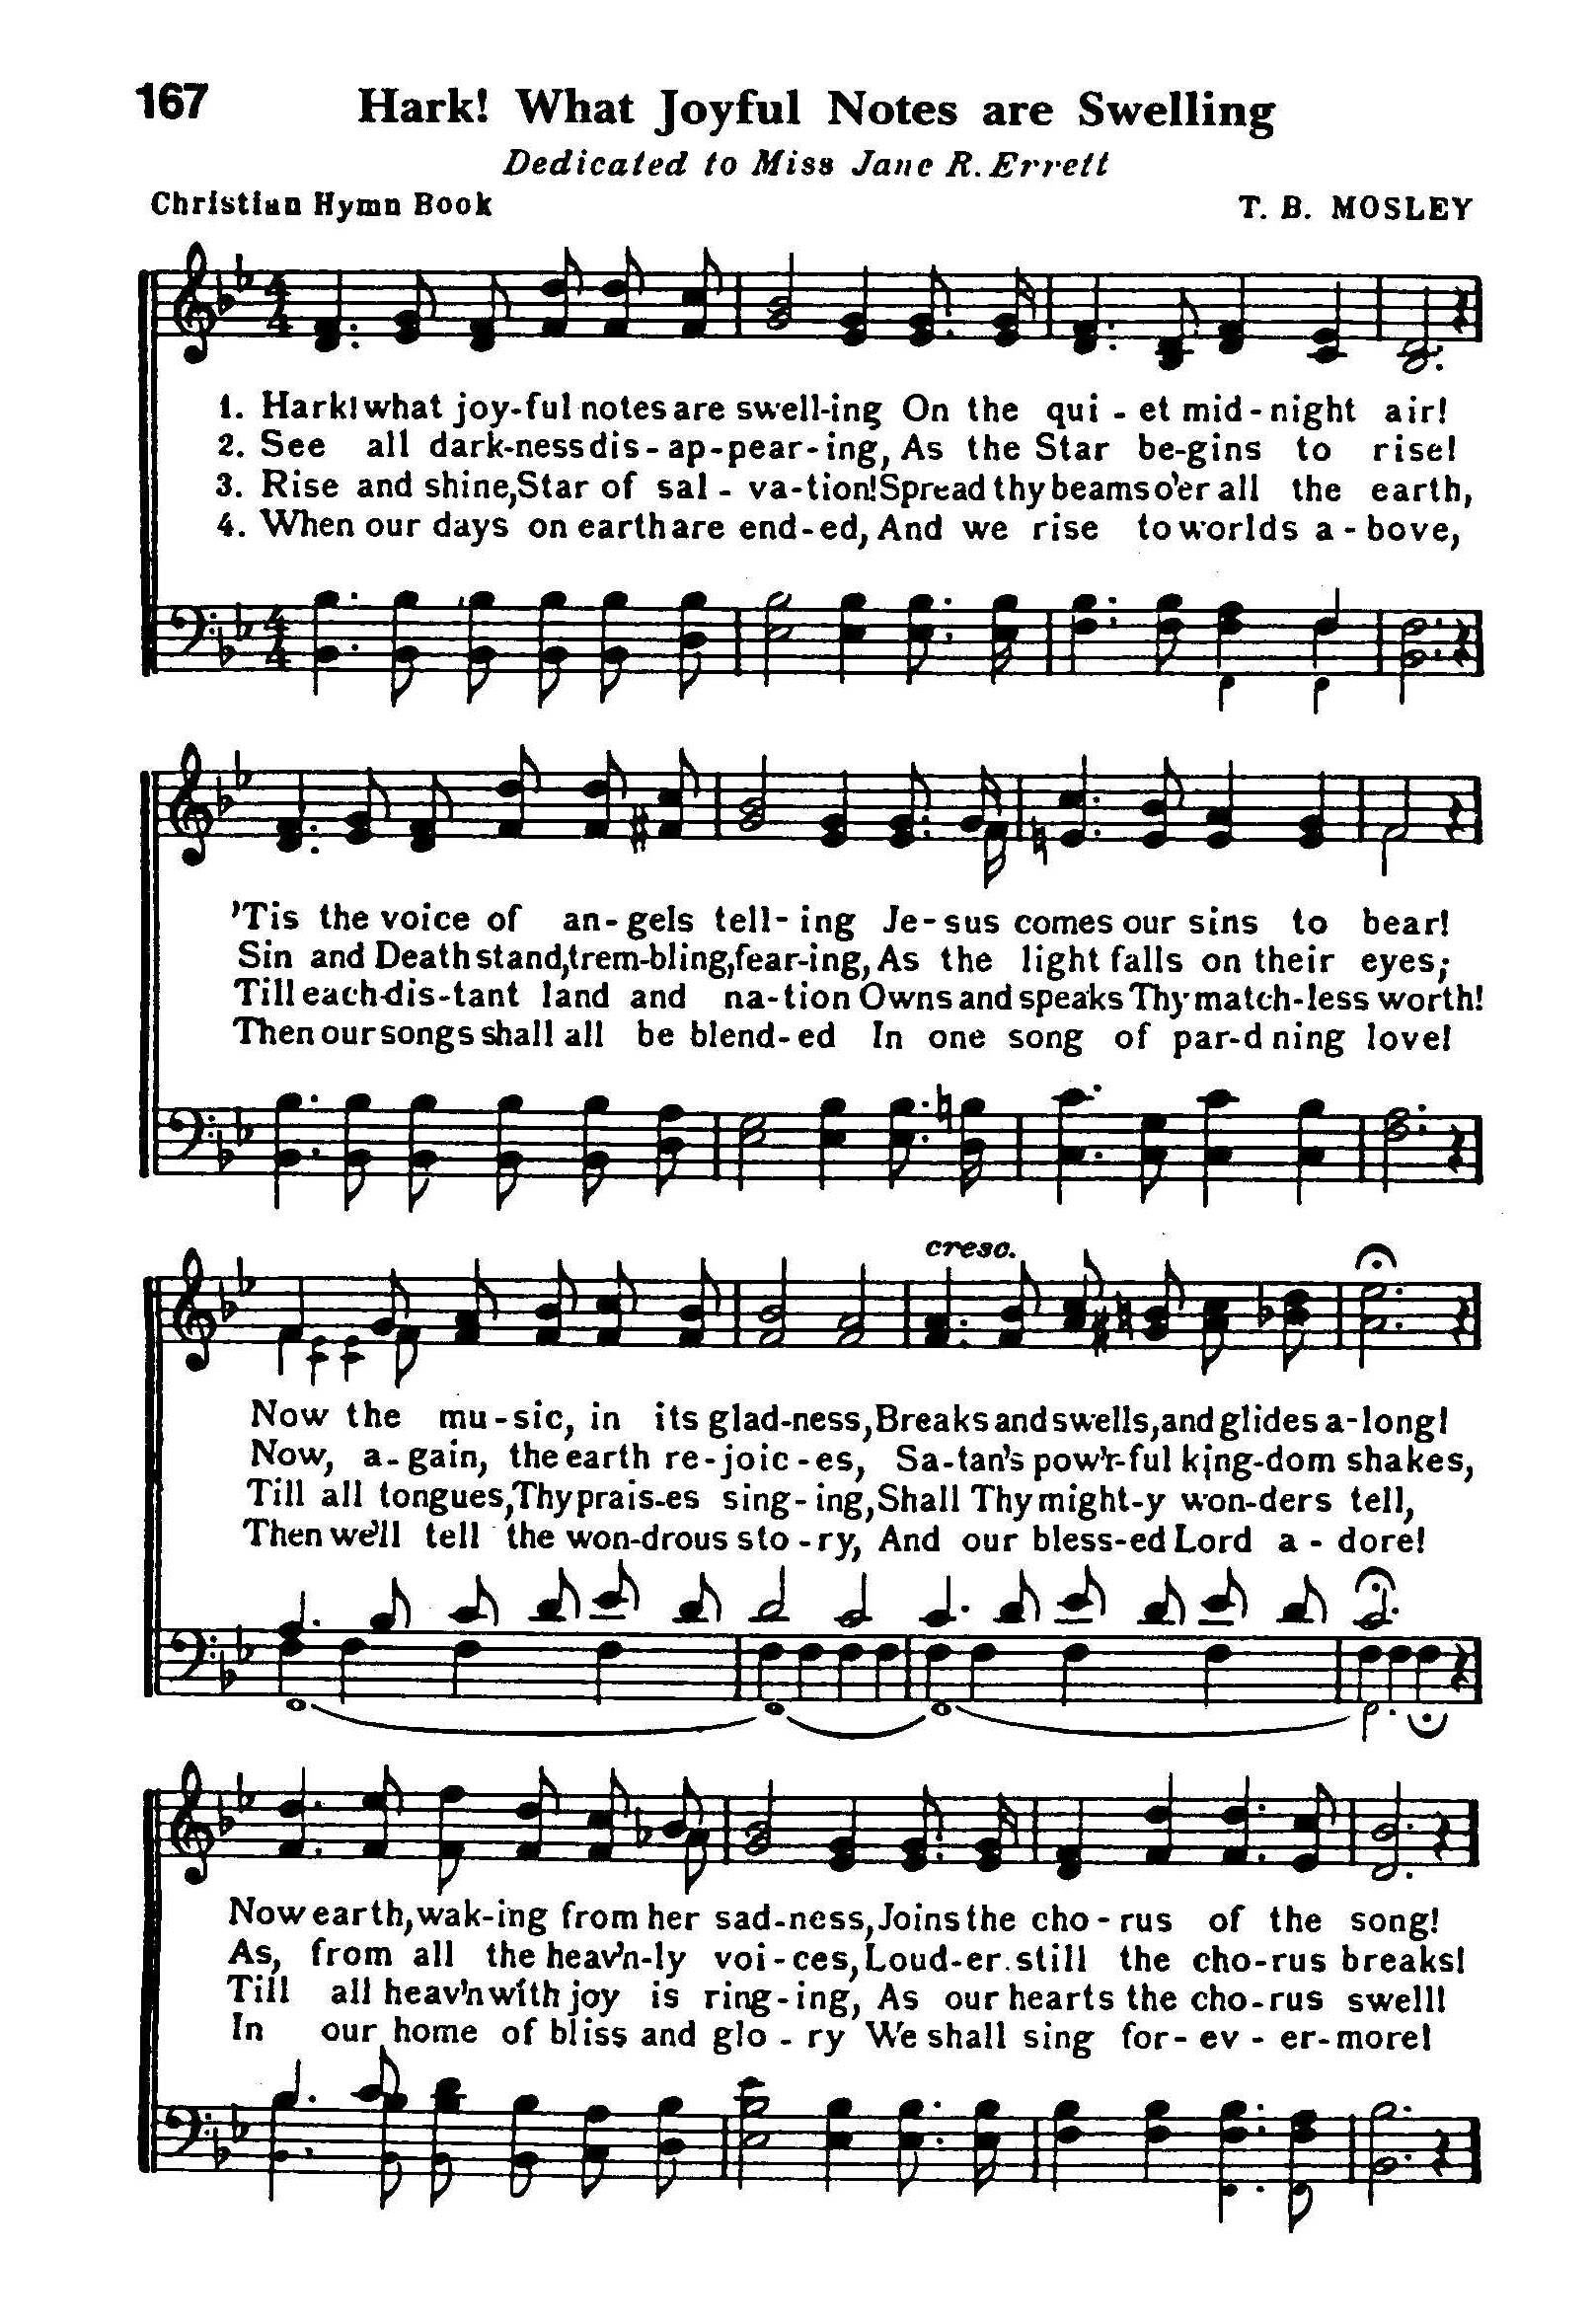 167 Hark! What Joyful Notes are Swelling
Dedicated to Miss Jane R. Errett
Christian Hymn Book T. B. MOSLEY
1. Hark! what joy-ful notes are swell-ing On the qui-et mid-night air!
2. See all dark-ness dis-ap-pear-ing, As the Star be-gins to rise!
3. Rise and shine, Star of sal-va-tion! Spread thy beams o'er all the earth,
4. When our days on earth are end-ed, And we rise to worlds a-bove,
'Tis the voice of an-gels tell-ing Je-sus comes our sins to bear!
Sin and Death stand, trem-bling, fear-ing, As the light falls on their eyes;
Till each dis-tant land and na-tion Owns and speaks Thy match-less worth!
Then our songs shall all be blend-ed In one song of par-d'ning love!
cresc.
Now the mu-sic, in its glad-ness, Breaks and swells, and glides a-long!
Now, a-gain, the earth re-joic-es, Sa-tan's pow'r-ful king-dom shakes,
Till all tongues, Thy prais-es sing-ing, Shall Thy might-y won-ders tell,
Then we'll tell the won-drous sto-ry, And our bless-ed Lord a-dore!
Now earth, wak-ing from her sad-ness, Joins the cho-rus of the song!
As, from all the heav'n-ly voi-ces, Loud-er still the cho-rus breaks!
Till all heav'n with joy is ring-ing, As our hearts the cho-rus swell!
In our home of bliss and glo-ry We shall sing for-ev-er-more!